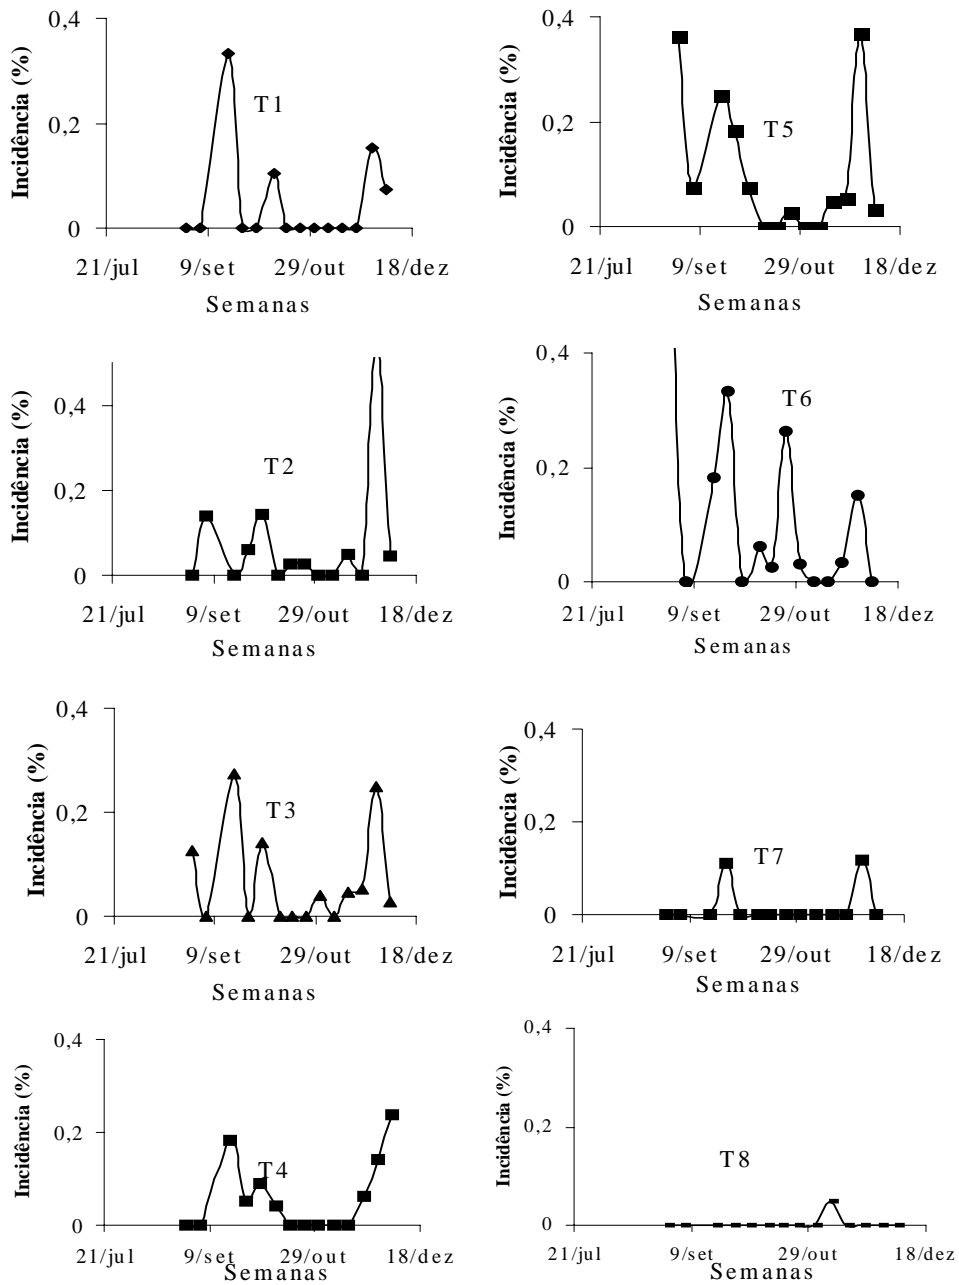 0,4
0,2
0
Incidência (%)
T1
21/jul 9/set 29/out 18/dez
Semanas
0,4
0,2
0
Incidência (%)
T5
21/jul 9/set 29/out 18/dez
Semanas
0,4
0,2
0
Incidência (%)
T2
21/jul 9/set 29/out 18/dez
Semanas
0,4
0,2
0
Incidência (%)
T6
21/jul 9/set 29/out 18/dez
Semanas
0,4
0,2
0
Incidência (%)
T3
21/jul 9/set 29/out 18/dez
Semanas
0,4
0,2
0
Incidência (%)
T7
21/jul 9/set 29/out 18/dez
Semanas
0,4
0,2
0
Incidência (%)
T4
21/jul 9/set 29/out 18/dez
Semanas
0,4
0,2
0
Incidência (%)
T8
21/jul 9/set 29/out 18/dez
Semanas